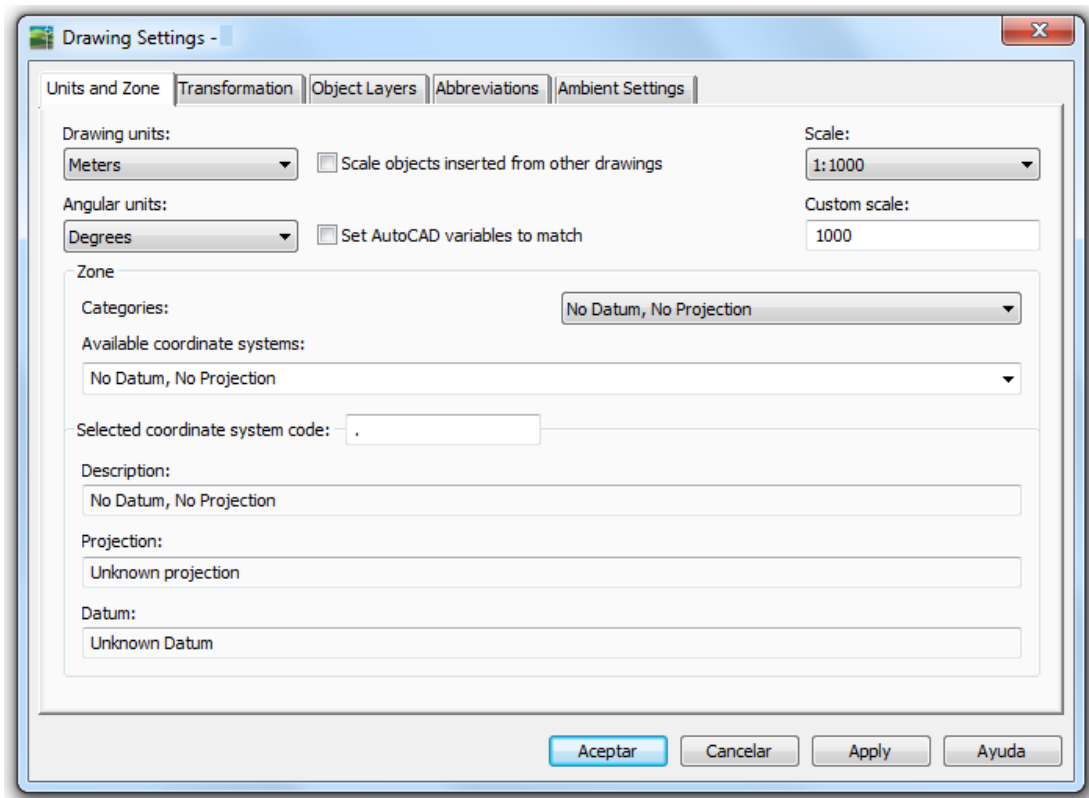 Drawing Settings -
Units and Zone Transformation Object Layers Abbreviations Ambient Settings
Drawing units:
Scale:
Meters
Scale objects inserted from other drawings
1:1000
Angular units:
Custom scale:
Degrees
Set AutoCAD variables to match
1000
Zone
Categories:
No Datum, No Projection
Available coordinate systems:
No Datum, No Projection
Selected coordinate system code: .
Description:
No Datum, No Projection
Projection:
Unknown projection
Datum:
Unknown Datum
Aceptar Cancelar Apply Ayuda